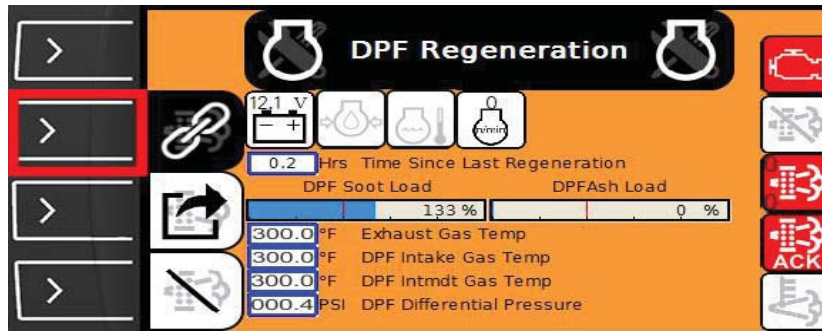 DPF Regeneration
12.1 V
0
n/min
0.2 Hrs Time Since Last Regeneration
DPF Soot Load DPFAsh Load
133 % 0 %
300.0 °F Exhaust Gas Temp
300.0 °F DPF Intake Gas Temp
300.0 °F DPF Intmdt Gas Temp
000.4 PSI DPF Differential Pressure
0
0
ACK